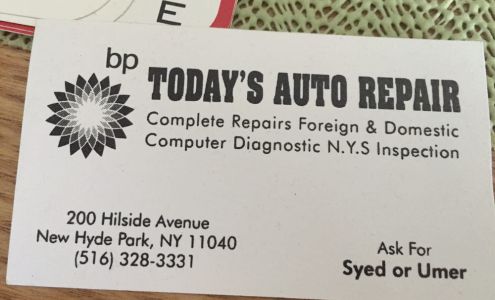 E
bp
TODAY'S AUTO REPAIR
Complete Repairs Foreign & Domestic
Computer Diagnostic N.Y.S Inspection
200 Hilside Avenue
New Hyde Park, NY 11040
(516) 328-3331
Ask For
Syed or Umer